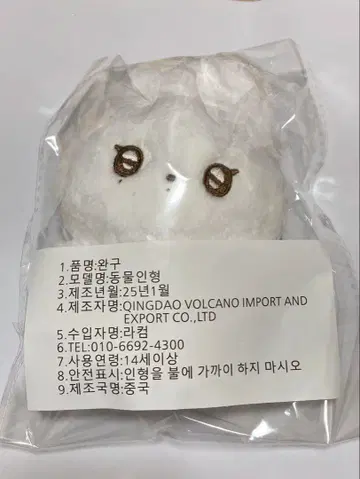 1.품명:완구
2.모델명:동물인형
3.제조년월:25년1월
4.제조자명:QINGDAO VOLCANO IMPORT AND
EXPORT CO.,LTD
5.수입자명:라컴
6.TEL:010-6692-4300
7.사용연령:14세이상
8.안전표시:인형을 불에 가까이 하지 마시오
9.제조국명:중국